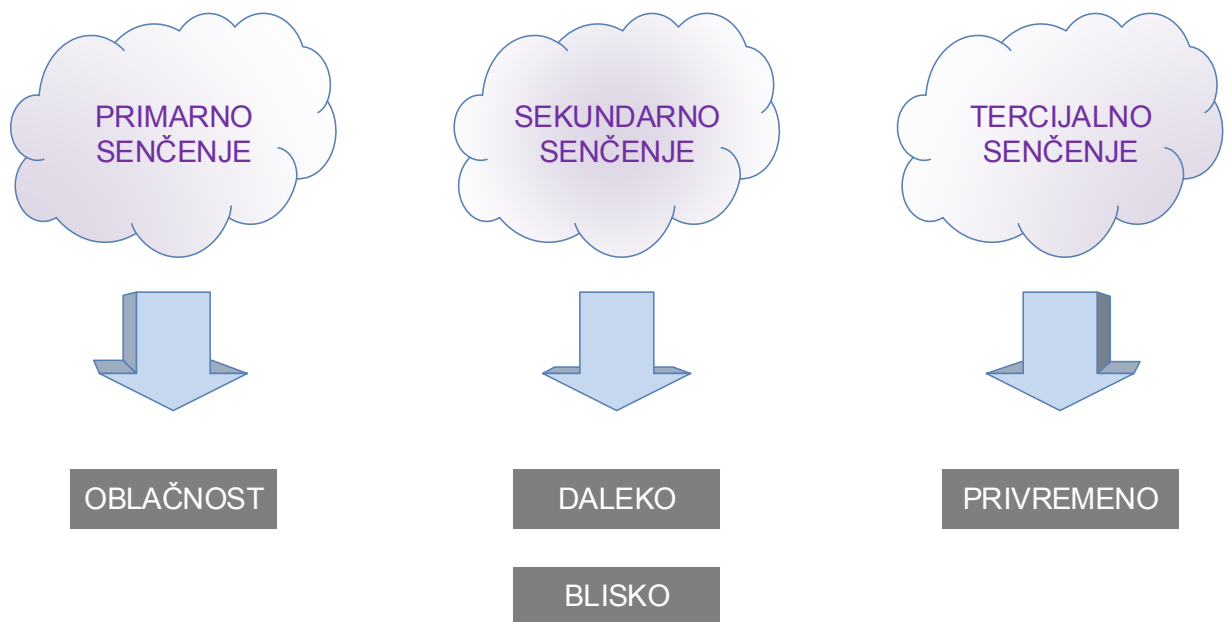 PRIMARNO
SENČENJE
SEKUNDARNO
SENČENJE
TERCIJALNO
SENČENJE
OBLAČNOST
DALEKO
PRIVREMENO
BLISKO